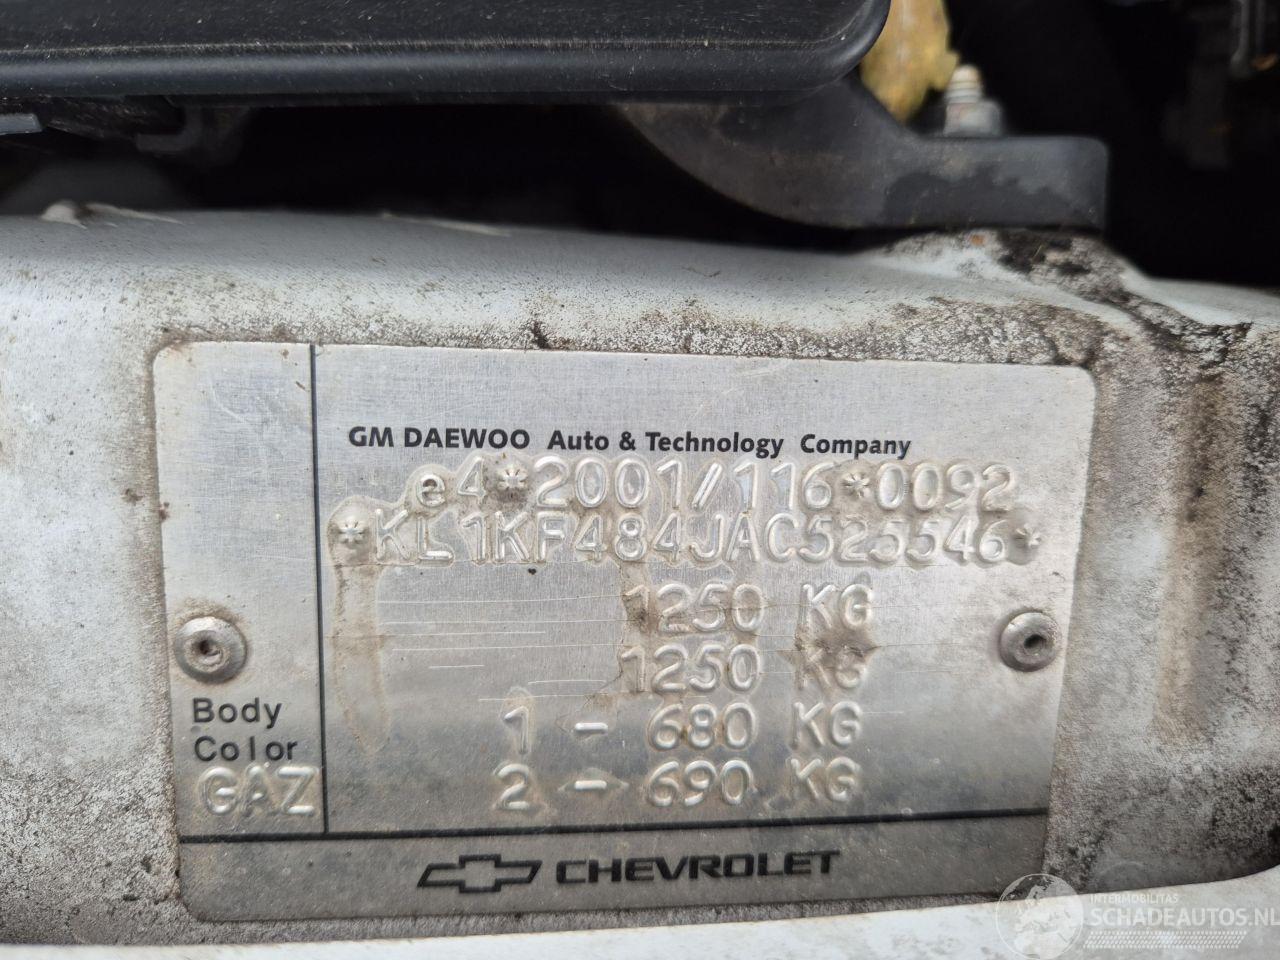 GM DAEWOO Auto & Technology Company
e4*2001/116*0092
*KL1KF484JAC525546*
1250 KG
1250 KG
1 - 680 KG
2 - 690 KG
Body
Color
GAZ
CHEVROLET
INTERMOBILITAS
SCHADEAUTOS.NL